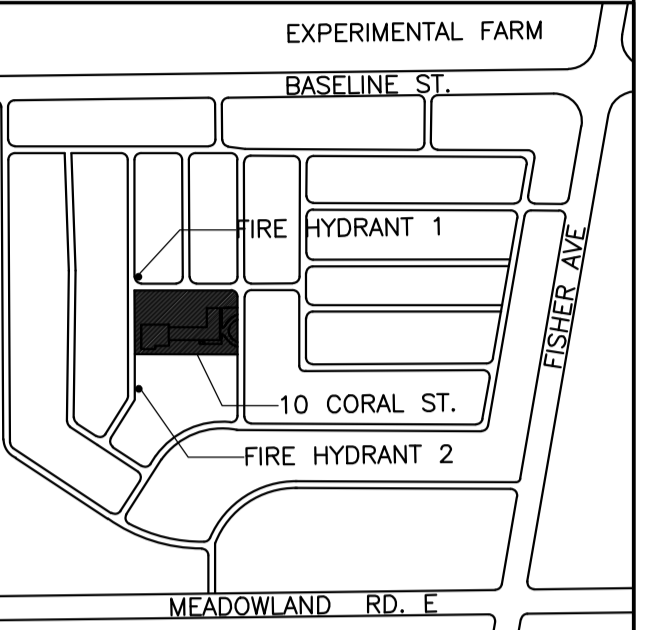 EXPERIMENTAL FARM
BASELINE ST.
FIRE HYDRANT 1
FISHER AVE
10 CORAL ST.
FIRE HYDRANT 2
MEADOWLAND RD. E